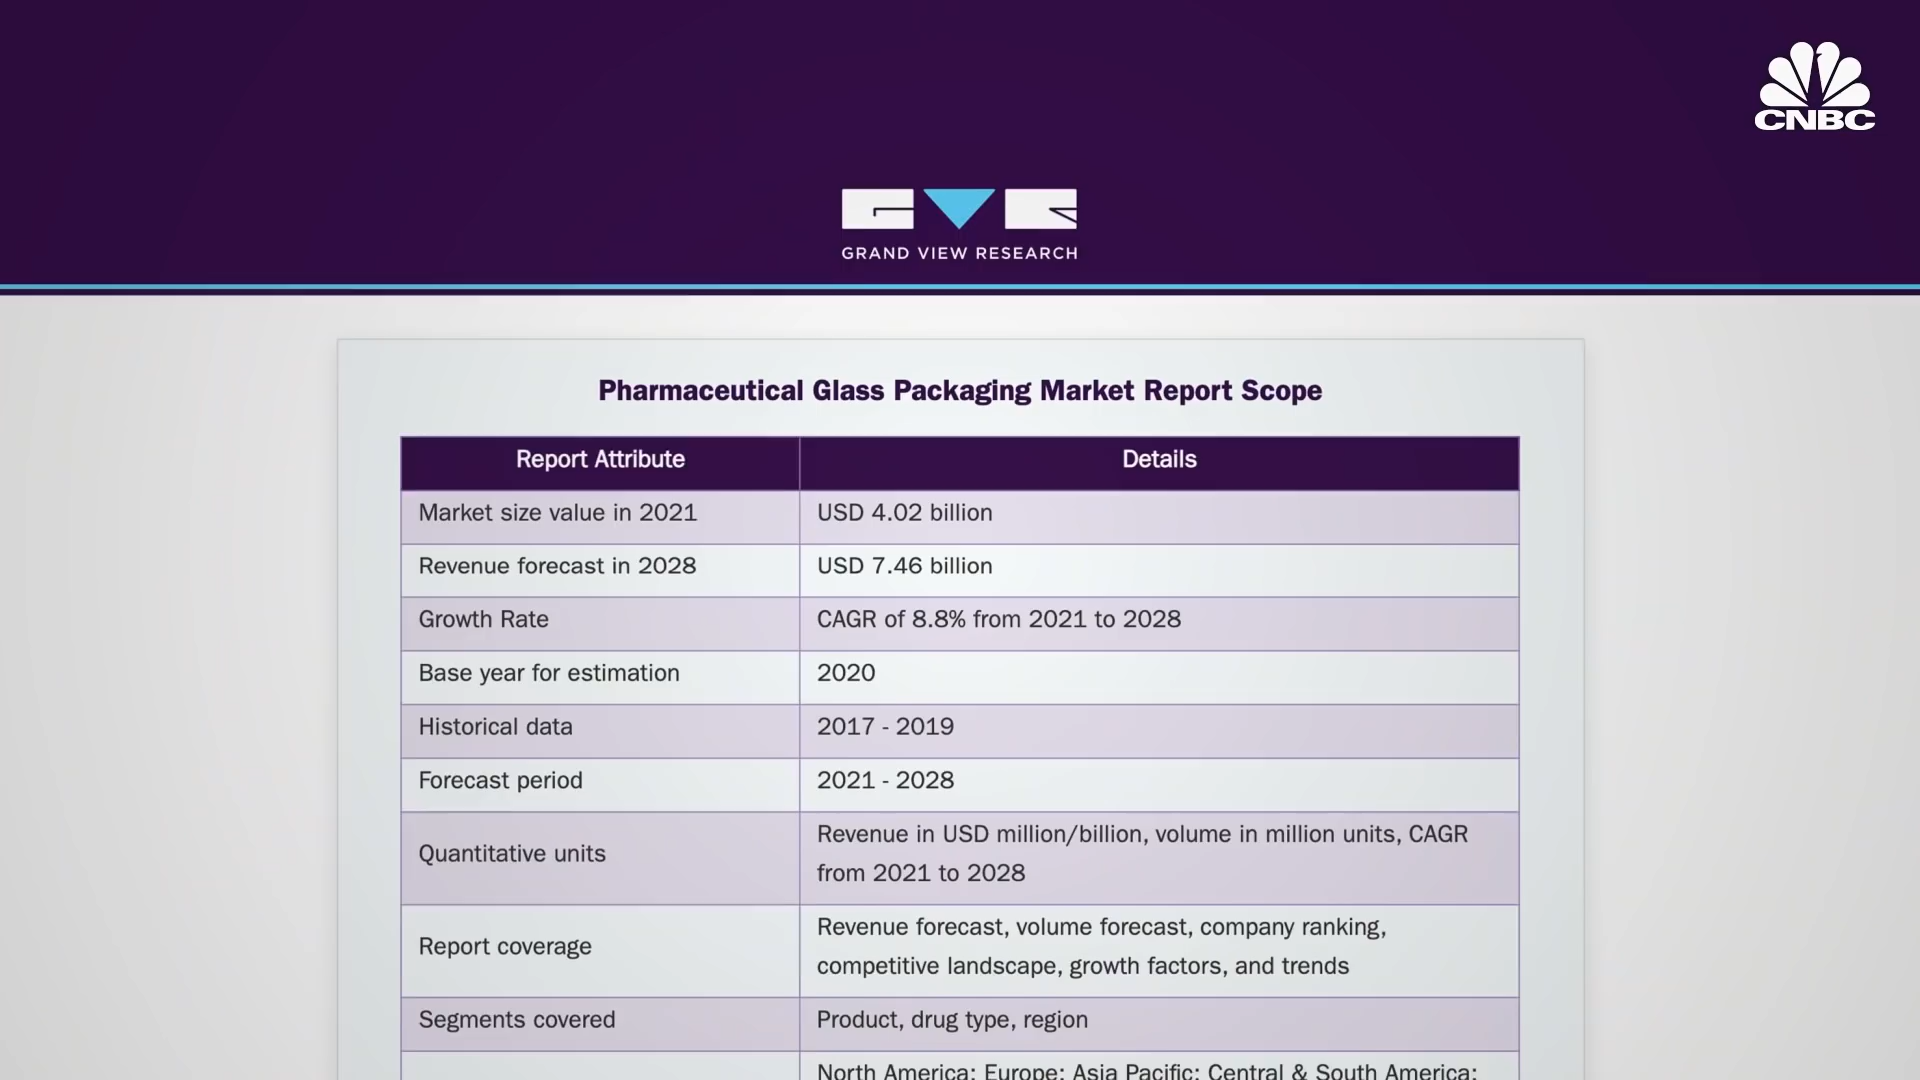 CNBC
GVR
GRAND VIEW RESEARCH
Pharmaceutical Glass Packaging Market Report Scope
Report Attribute Details
Market size value in 2021 USD 4.02 billion
Revenue forecast in 2028 USD 7.46 billion
Growth Rate CAGR of 8.8% from 2021 to 2028
Base year for estimation 2020
Historical data 2017 - 2019
Forecast period 2021 - 2028
Quantitative units Revenue in USD million/billion, volume in million units, CAGR
from 2021 to 2028
Report coverage Revenue forecast, volume forecast, company ranking,
competitive landscape, growth factors, and trends
Segments covered Product, drug type, region
North America; Europe; Asia Pacific; Central & South America;